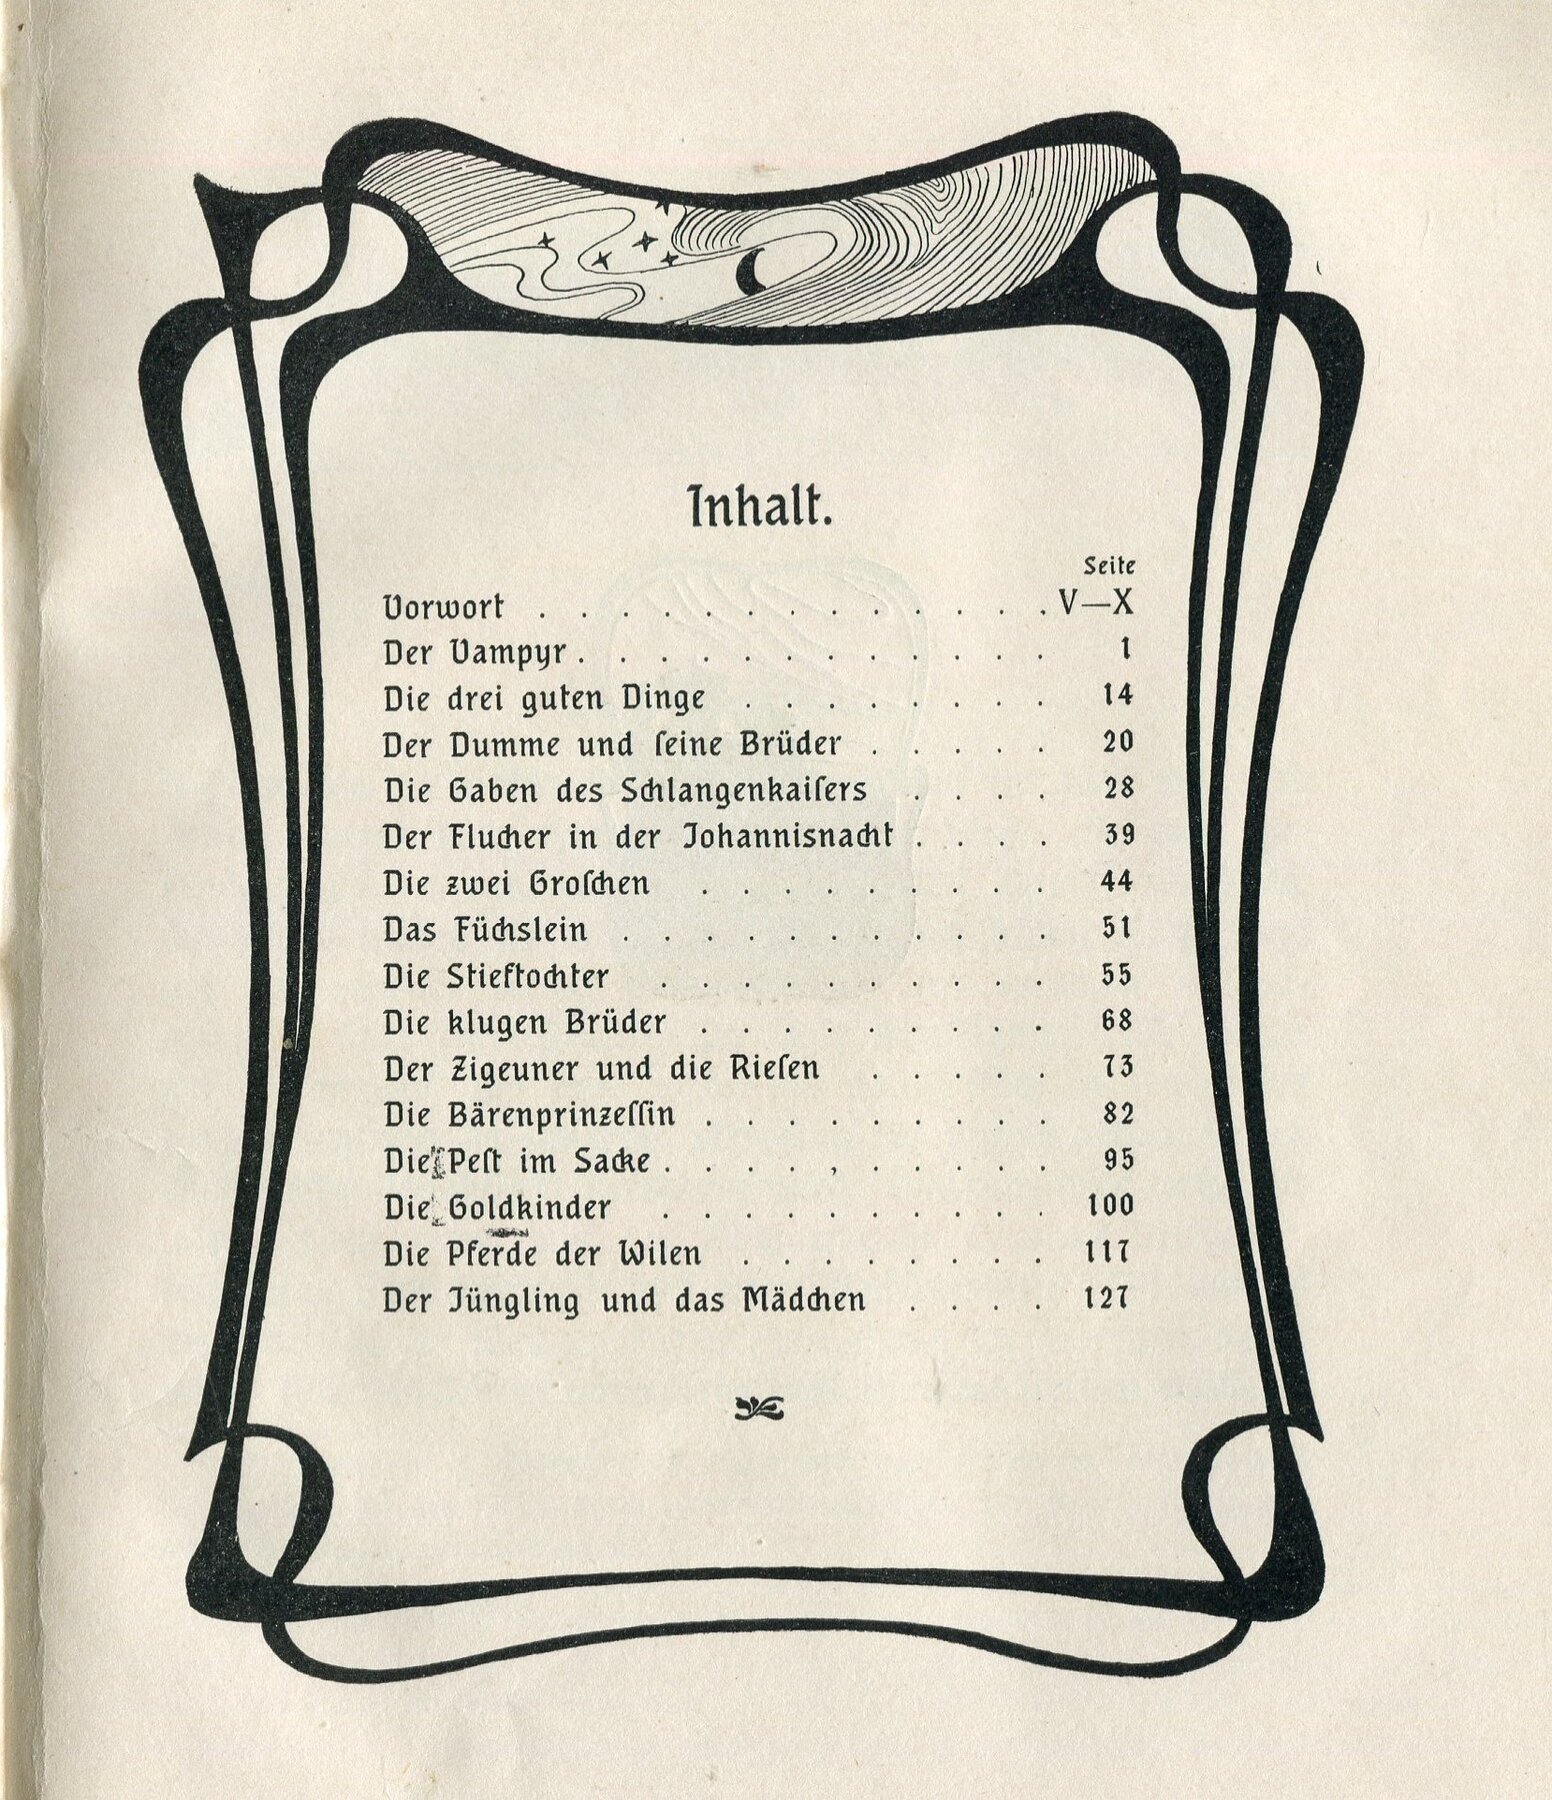 Inhalt.
Seite
Vorwort . . . . . . . . . . . . . V—X
Der Vampyr . . . . . . . . . . . . 1
Die drei guten Dinge . . . . . . . . 14
Der Dumme und ſeine Brüder . . . . . 20
Die Gaben des Schlangenkaiſers . . . . 28
Der Flucher in der Johannisnacht . . . . 39
Die zwei Groſchen . . . . . . . . . 44
Das Füchslein . . . . . . . . . . . 51
Die Stieftochter . . . . . . . . . . 55
Die klugen Brüder . . . . . . . . . 68
Der Zigeuner und die Rieſen . . . . . 73
Die Bärenprinzeſſin . . . . . . . . . 82
Die Peſt im Sacke . . . . , . . . . . 95
Die Goldkinder . . . . . . . . . . 100
Die Pferde der Wilen . . . . . . . . 117
Der Jüngling und das Mädchen . . . . 127